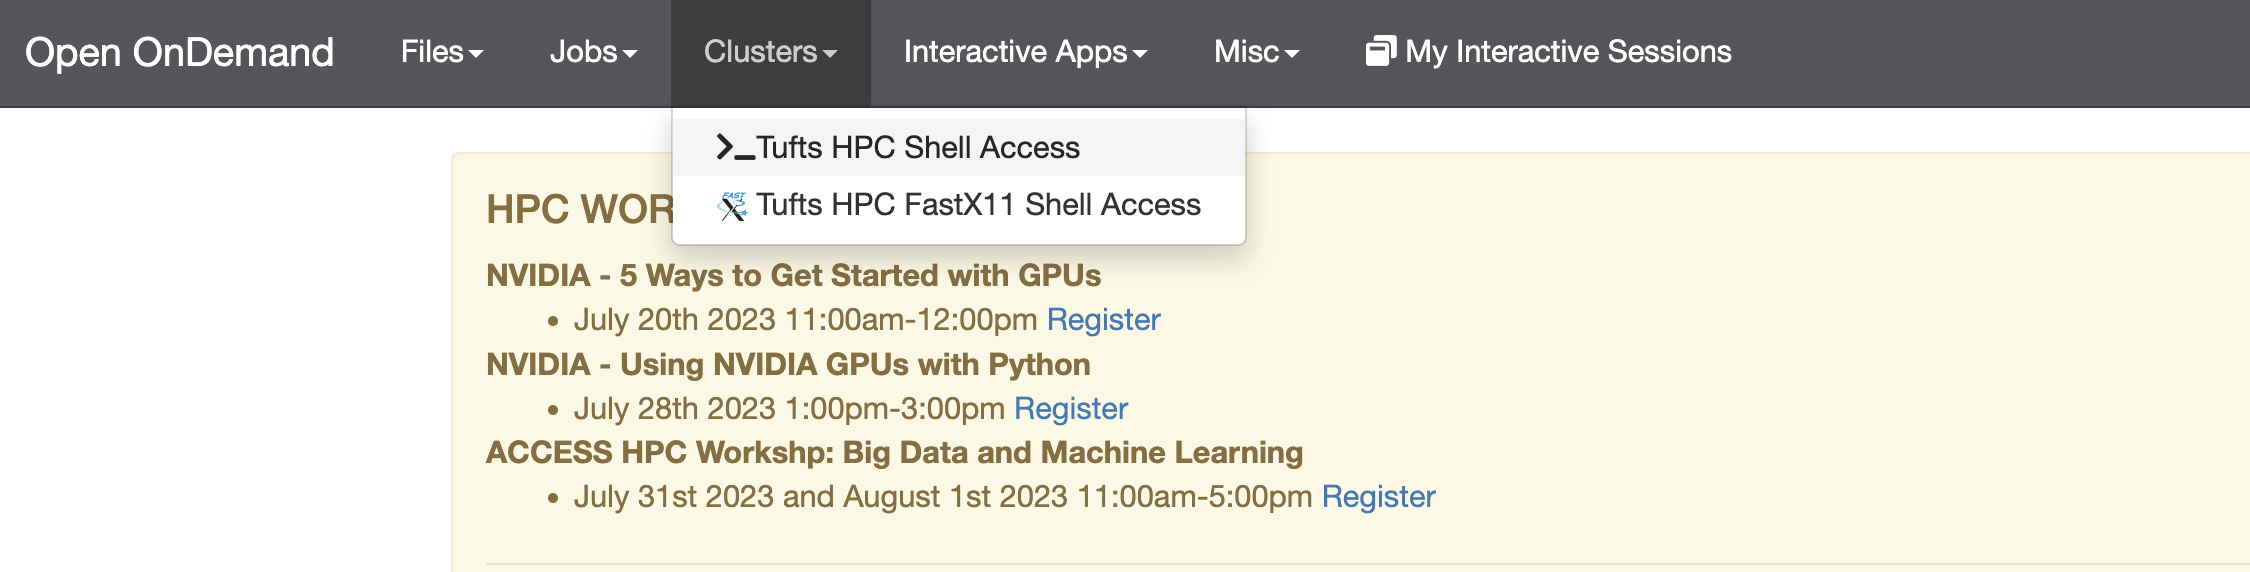 Open OnDemand Files Jobs Clusters Interactive Apps Misc My Interactive Sessions
>_Tufts HPC Shell Access
FAST X Tufts HPC FastX11 Shell Access
HPC WOR
NVIDIA - 5 Ways to Get Started with GPUs
• July 20th 2023 11:00am-12:00pm Register
NVIDIA - Using NVIDIA GPUs with Python
• July 28th 2023 1:00pm-3:00pm Register
ACCESS HPC Workshp: Big Data and Machine Learning
• July 31st 2023 and August 1st 2023 11:00am-5:00pm Register